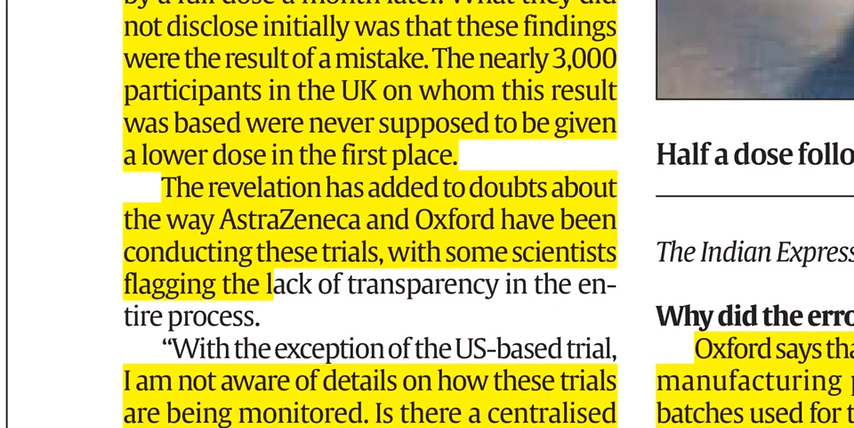 by a full dose a month later. What they did
not disclose initially was that these findings
were the result of a mistake. The nearly 3,000
participants in the UK on whom this result
was based were never supposed to be given
a lower dose in the first place.
The revelation has added to doubts about
the way AstraZeneca and Oxford have been
conducting these trials, with some scientists
flagging the lack of transparency in the en-
tire process.
“With the exception of the US-based trial,
I am not aware of details on how these trials
are being monitored. Is there a centralised
Half a dose
The Indian
Why did the
Oxford says
manufacturing
batches used for